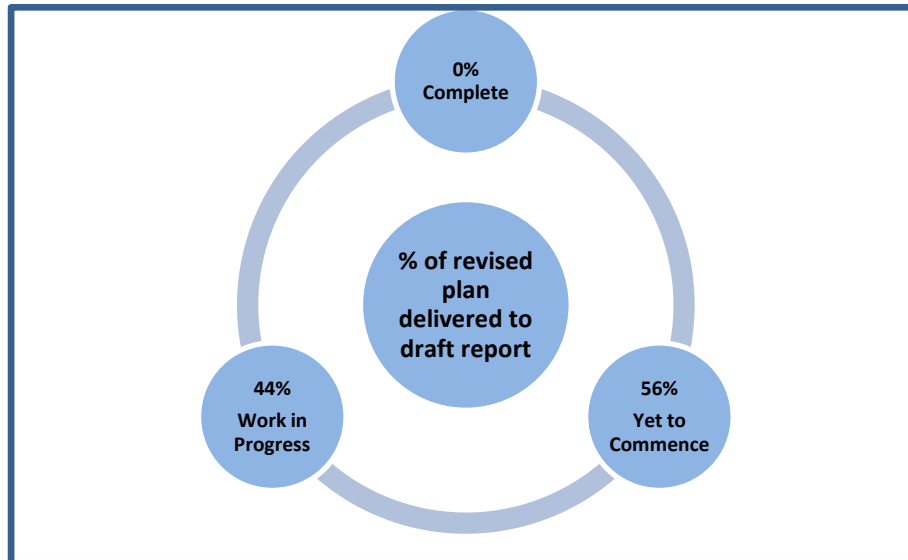 0%
Complete
% of revised
plan
delivered to
draft report
44%
Work in
Progress
56%
Yet to
Commence